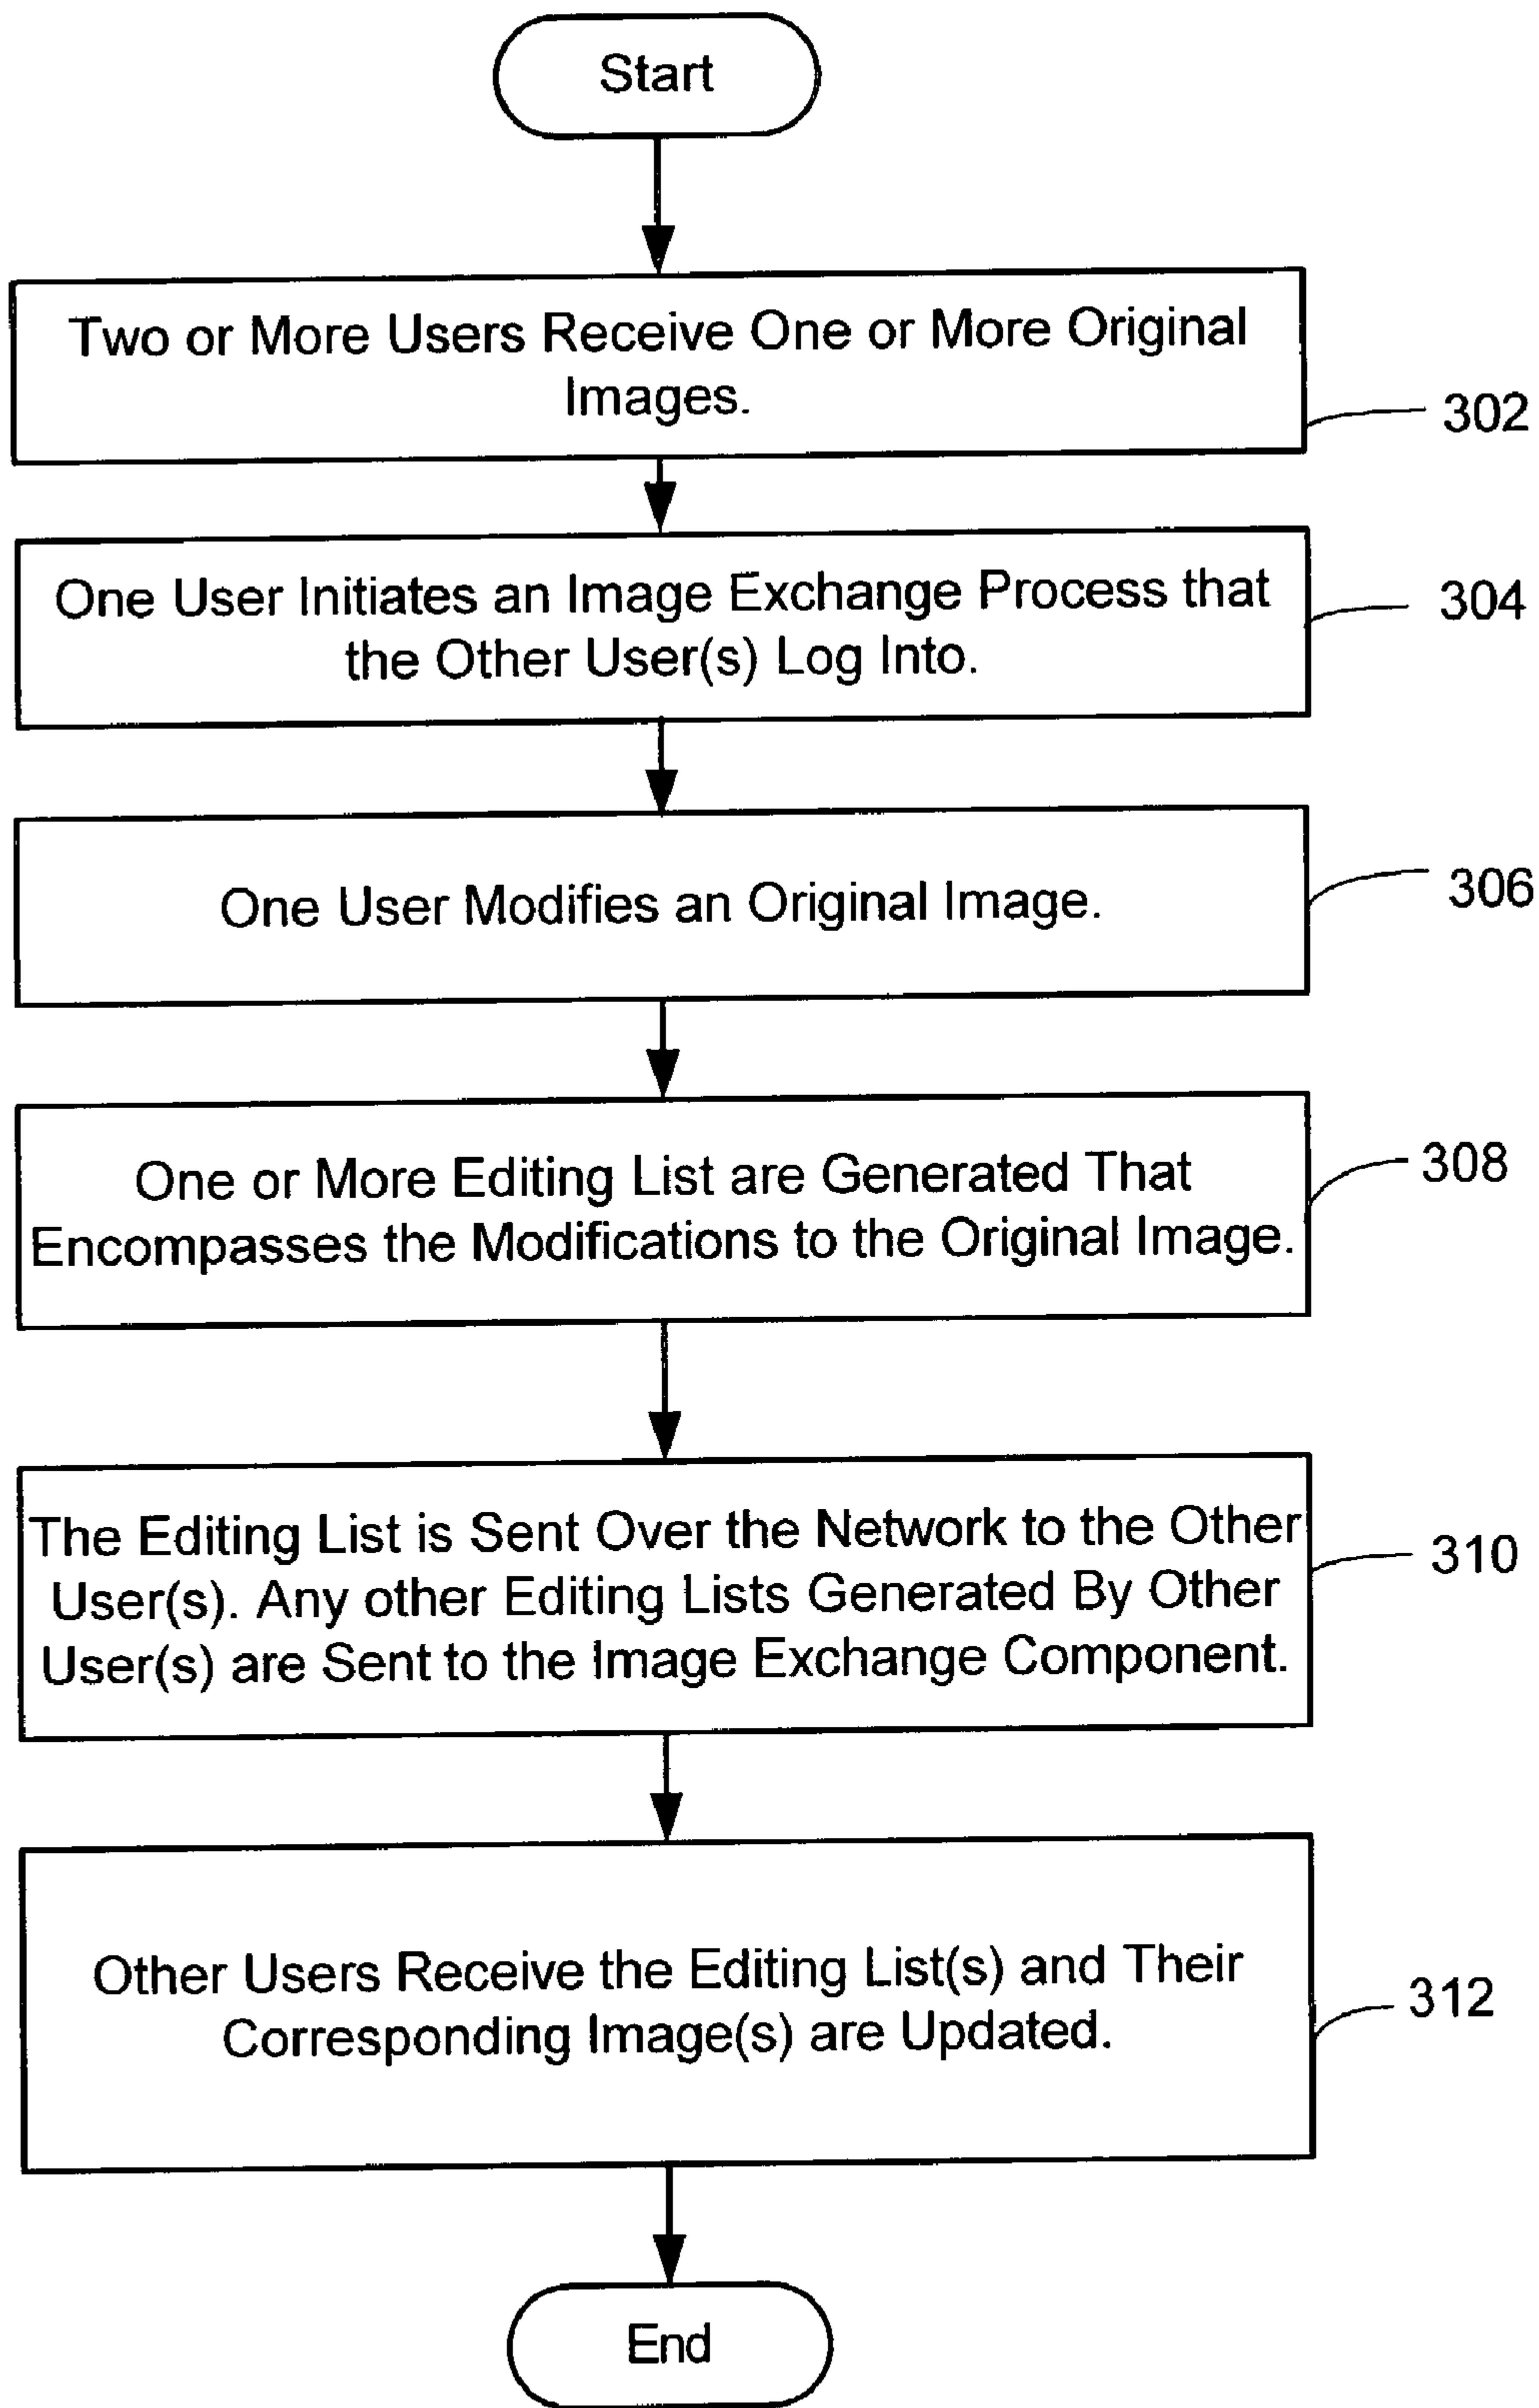 Start
Two or More Users Receive One or More Original
Images.
302
One User Initiates an Image Exchange Process that
the Other User(s) Log Into.
304
One User Modifies an Original Image.
306
One or More Editing List are Generated That
Encompasses the Modifications to the Original Image.
308
The Editing List is Sent Over the Network to the Other
User(s). Any other Editing Lists Generated By Other
User(s) are Sent to the Image Exchange Component.
310
Other Users Receive the Editing List(s) and Their
Corresponding Image(s) are Updated.
312
End